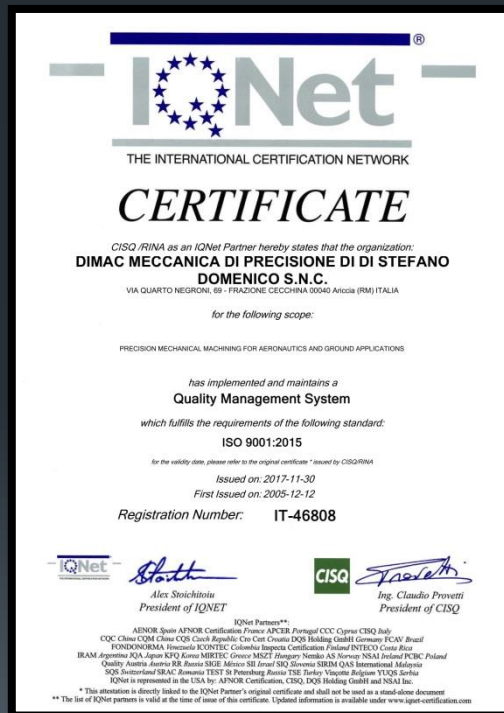 IQNet ®
THE INTERNATIONAL CERTIFICATION NETWORK
CERTIFICATE
CISQ /RINA as an IQNet Partner hereby states that the organization:
DIMAC MECCANICA DI PRECISIONE DI DI STEFANO
DOMENICO S.N.C.
VIA QUARTO NEGRONI, 69 - FRAZIONE CECCHINA 00040 Ariccia (RM) ITALIA
for the following scope:
PRECISION MECHANICAL MACHINING FOR AERONAUTICS AND GROUND APPLICATIONS
has implemented and maintains a
Quality Management System
which fulfills the requirements of the following standard:
ISO 9001:2015
for the validity date, please refer to the original certificate * issued by CISQ/RINA
Issued on: 2017-11-30
First Issued on: 2005-12-12
Registration Number: IT-46808
IQNet
CISQ
Alex Stoichitoiu
President of IQNET
Ing. Claudio Provetti
President of CISQ
IQNet Partners**:
AENOR Spain AFNOR Certification France APCER Portugal CCC Cyprus CISQ Italy
CQC China CQM China CQS Czech Republic Cro Cert Croatia DQS Holding GmbH Germany FCAV Brazil
FONDONORMA Venezuela ICONTEC Colombia Inspecta Certification Finland INTECO Costa Rica
IRAM Argentina JQA Japan KFQ Korea MIRTEC Greece MSZT Hungary Nemko AS Norway NSAI Ireland PCBC Poland
Quality Austria Austria RR Russia SIGE México SII Israel SIQ Slovenia SIRIM QAS International Malaysia
SQS Switzerland SRAC Romania TEST St Petersburg Russia TSE Turkey Vinçotte Belgium YUQS Serbia
IQNet is represented in the USA by: AFNOR Certification, CISQ, DQS Holding GmbH and NSAI Inc.
* This attestation is directly linked to the IQNet Partner's original certificate and shall not be used as a stand-alone document
** The list of IQNet partners is valid at the time of issue of this certificate. Updated information is available under www.iqnet-certification.com